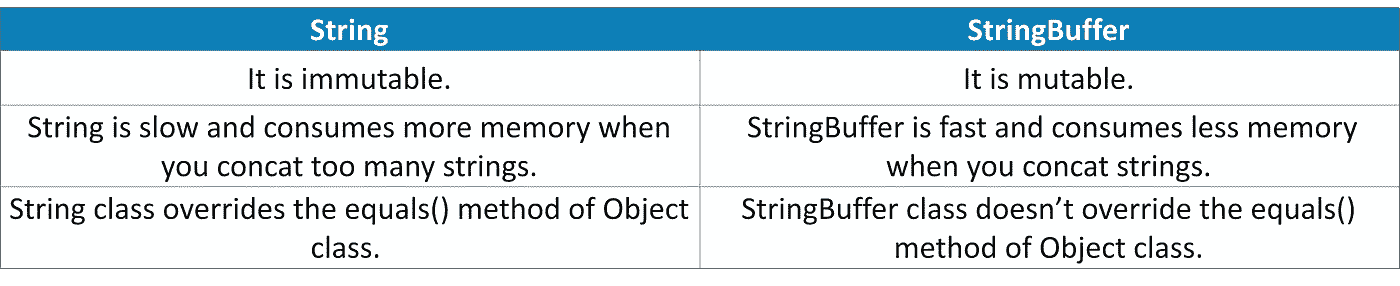 String
StringBuffer
It is immutable.
It is mutable.
String is slow and consumes more memory when
you concat too many strings.
StringBuffer is fast and consumes less memory
when you concat strings.
String class overrides the equals() method of Object
class.
StringBuffer class doesn’t override the equals()
method of Object class.